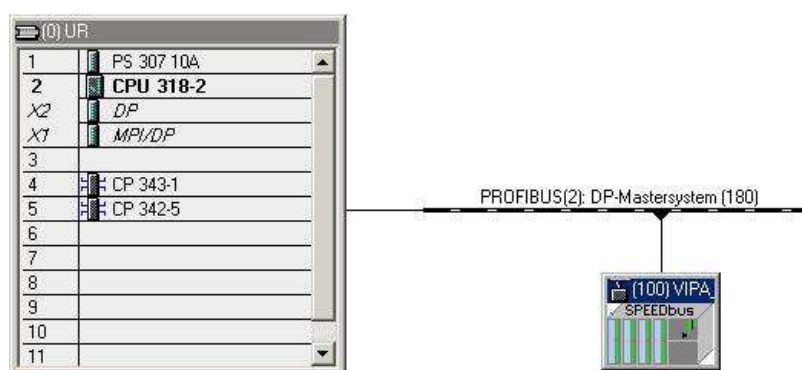 (0) UR
1 PS 307 10A
2 CPU 318-2
X2 DP
X1 MPI/DP
3
4 CP 343-1
5 CP 342-5
6
7
8
9
10
11
PROFIBUS(2): DP-Mastersystem (180)
(100) VIPA_
SPEEDbus